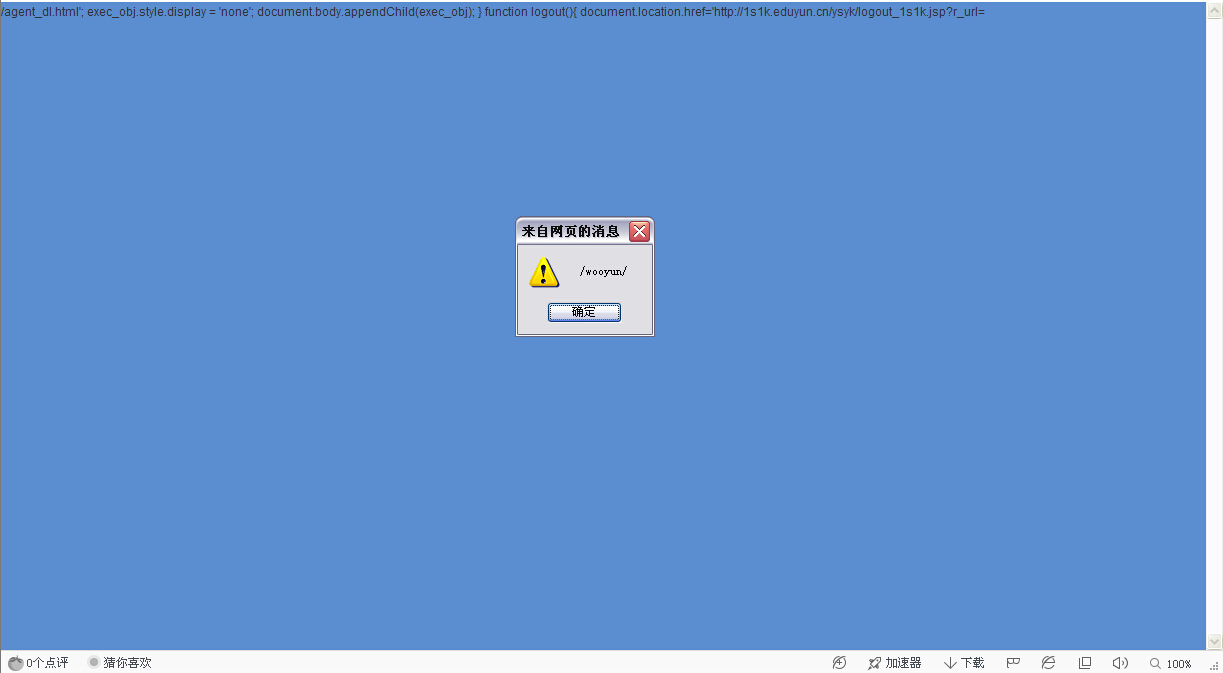 /agent_dl.html'; exec_obj.style.display = 'none'; document.body.appendChild(exec_obj); } function logout(){ document.location.href='http://1s1k.eduyun.cn/ysyk/logout_1s1k.jsp?r_url=
来自网页的消息
/wooyun/
确定
0个点评 猜你喜欢 加速器 下载 100%